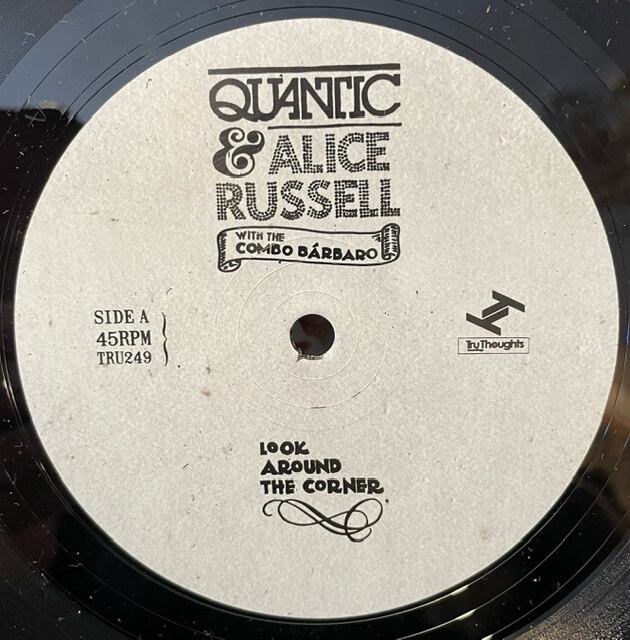 QUANTIC
& ALICE
RUSSELL
WITH THE
COMBO BÁRBARO
SIDE A
45RPM
TRU249
TruThoughts
LOOK
AROUND
THE CORNER